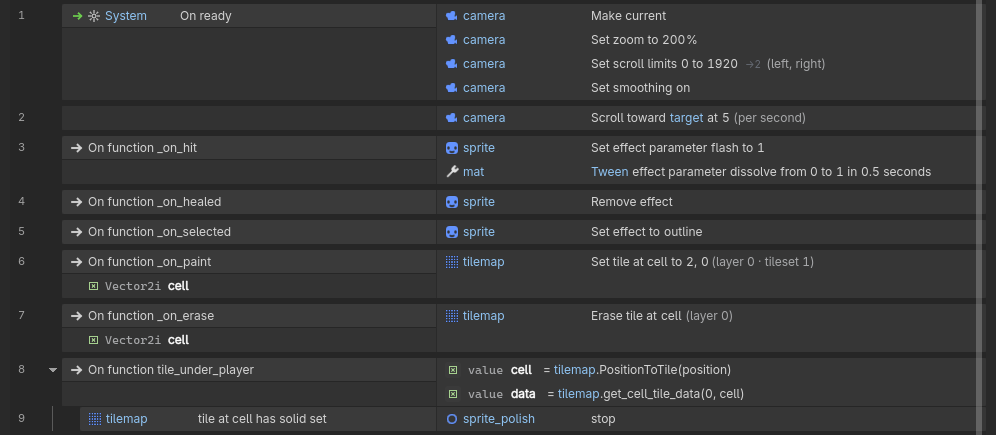 1 System On ready camera Make current
camera Set zoom to 200%
camera Set scroll limits 0 to 1920 →2 (left, right)
camera Set smoothing on
2 camera Scroll toward target at 5 (per second)
3 On function _on_hit sprite Set effect parameter flash to 1
mat Tween effect parameter dissolve from 0 to 1 in 0.5 seconds
4 On function _on_healed sprite Remove effect
5 On function _on_selected sprite Set effect to outline
6 On function _on_paint tilemap Set tile at cell to 2, 0 (layer 0 · tileset 1)
Vector2i cell
7 On function _on_erase tilemap Erase tile at cell (layer 0)
Vector2i cell
8 On function tile_under_player value cell = tilemap.PositionToTile(position)
value data = tilemap.get_cell_tile_data(0, cell)
9 tilemap tile at cell has solid set sprite_polish stop